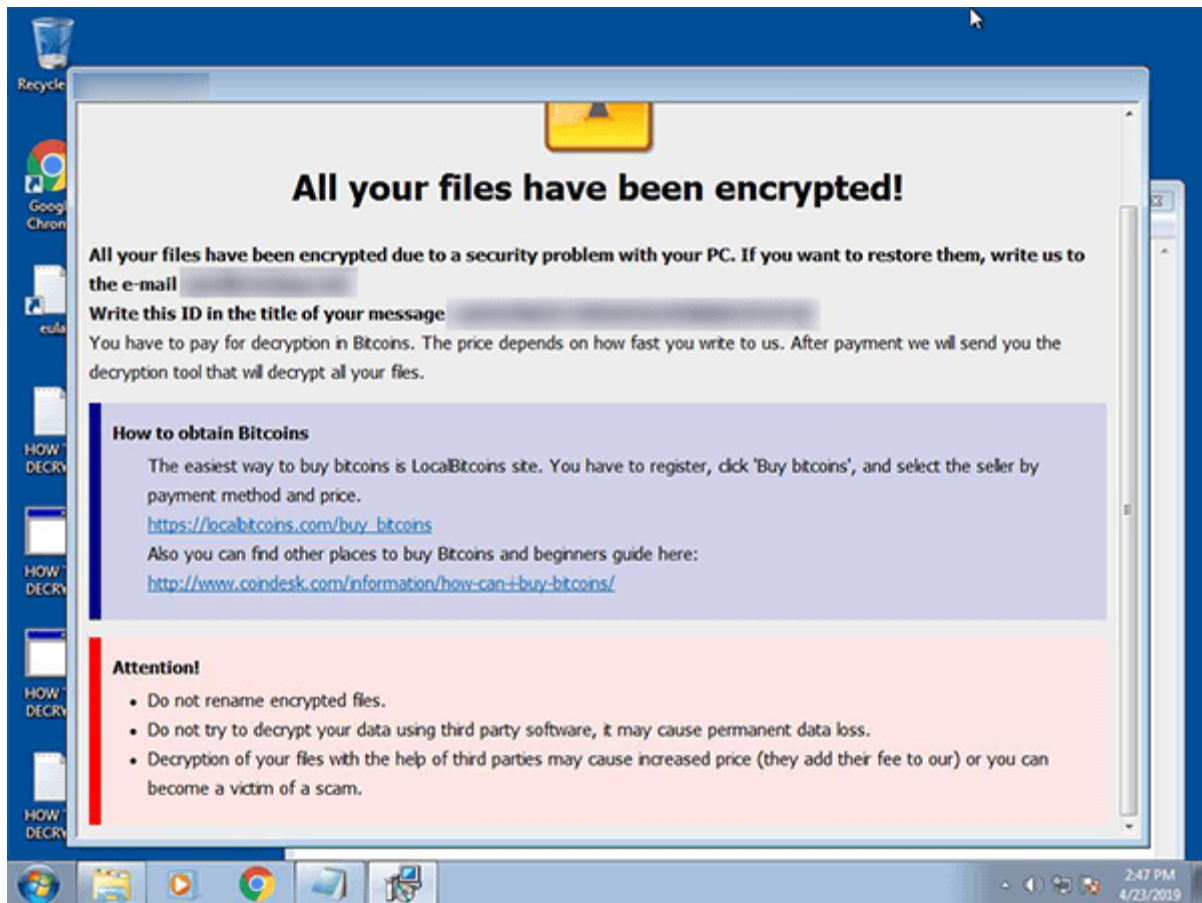 Recycle
Google
Chron
eula
HOW T
DECRY
HOW T
DECRY
HOW T
DECRY
HOW T
DECRY
All your files have been encrypted!
All your files have been encrypted due to a security problem with your PC. If you want to restore them, write us to
the e-mail
Write this ID in the title of your message
You have to pay for decryption in Bitcoins. The price depends on how fast you write to us. After payment we will send you the
decryption tool that will decrypt all your files.
How to obtain Bitcoins
The easiest way to buy bitcoins is LocalBitcoins site. You have to register, click 'Buy bitcoins', and select the seller by
payment method and price.
https://localbitcoins.com/buy_bitcoins
Also you can find other places to buy Bitcoins and beginners guide here:
http://www.coindesk.com/information/how-can-i-buy-bitcoins/
Attention!
• Do not rename encrypted files.
• Do not try to decrypt your data using third party software, it may cause permanent data loss.
• Decryption of your files with the help of third parties may cause increased price (they add their fee to our) or you can
become a victim of a scam.
2:47 PM
4/23/2019